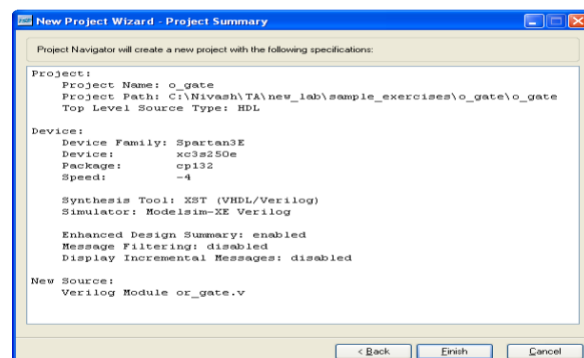 New Project Wizard - Project Summary
Project Navigator will create a new project with the following specifications:
Project:
Project Name: o_gate
Project Path: C:\Nivash\TA\new_lab\sample_exercises\o_gate\o_gate
Top Level Source Type: HDL
Device:
Device Family: Spartan3E
Device: xc3s250e
Package: cp132
Speed: -4
Synthesis Tool: XST (VHDL/Verilog)
Simulator: Modelsim-XE Verilog
Enhanced Design Summary: enabled
Message Filtering: disabled
Display Incremental Messages: disabled
New Source:
Verilog Module or_gate.v
< Back Finish Cancel